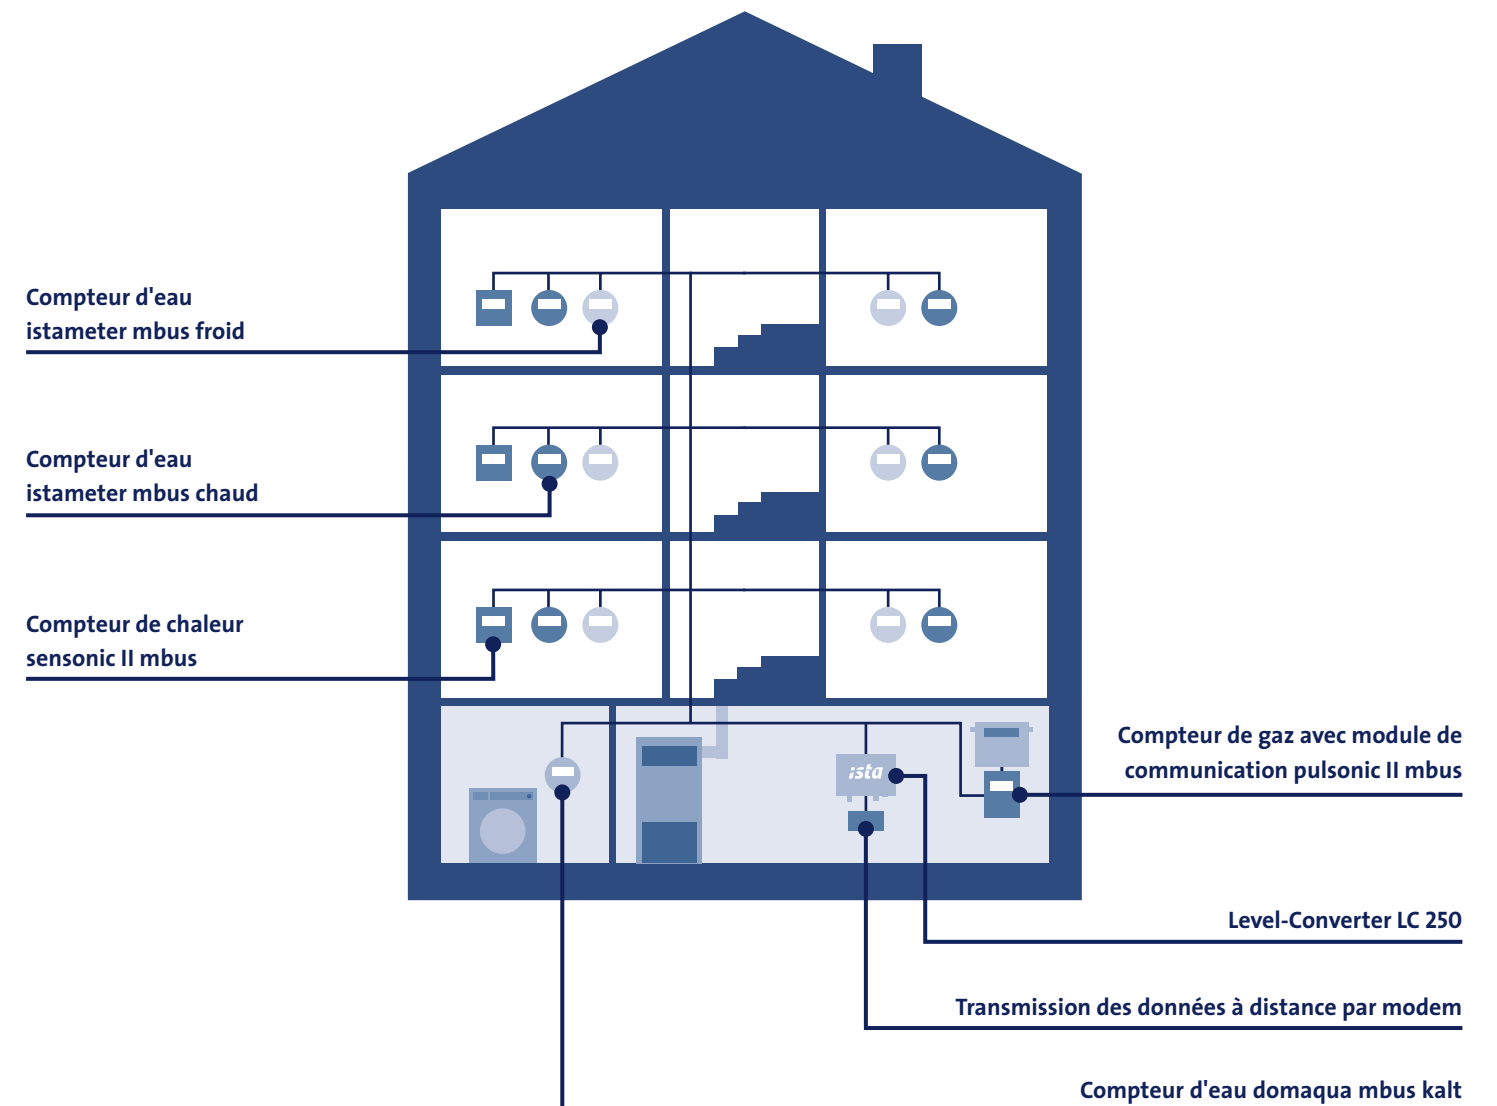 Compteur d'eau
istameter mbus froid
Compteur d'eau
istameter mbus chaud
Compteur de chaleur
sensonic II mbus
ista
Compteur de gaz avec module de
communication pulsonic II mbus
Level-Converter LC 250
Transmission des données à distance par modem
Compteur d'eau domaqua mbus kalt